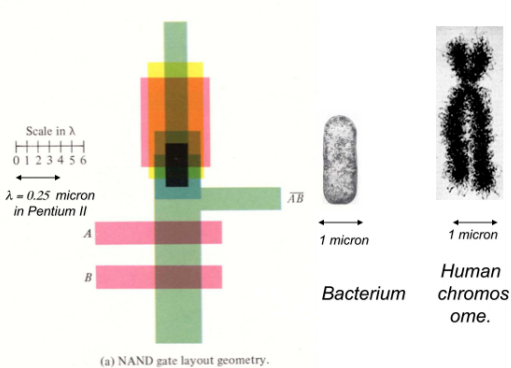 Scale in λ
0 1 2 3 4 5 6
λ = 0.25 micron
in Pentium II
A
B
A̅B̅
(a) NAND gate layout geometry.
1 micron
Bacterium
1 micron
Human
chromos
ome.